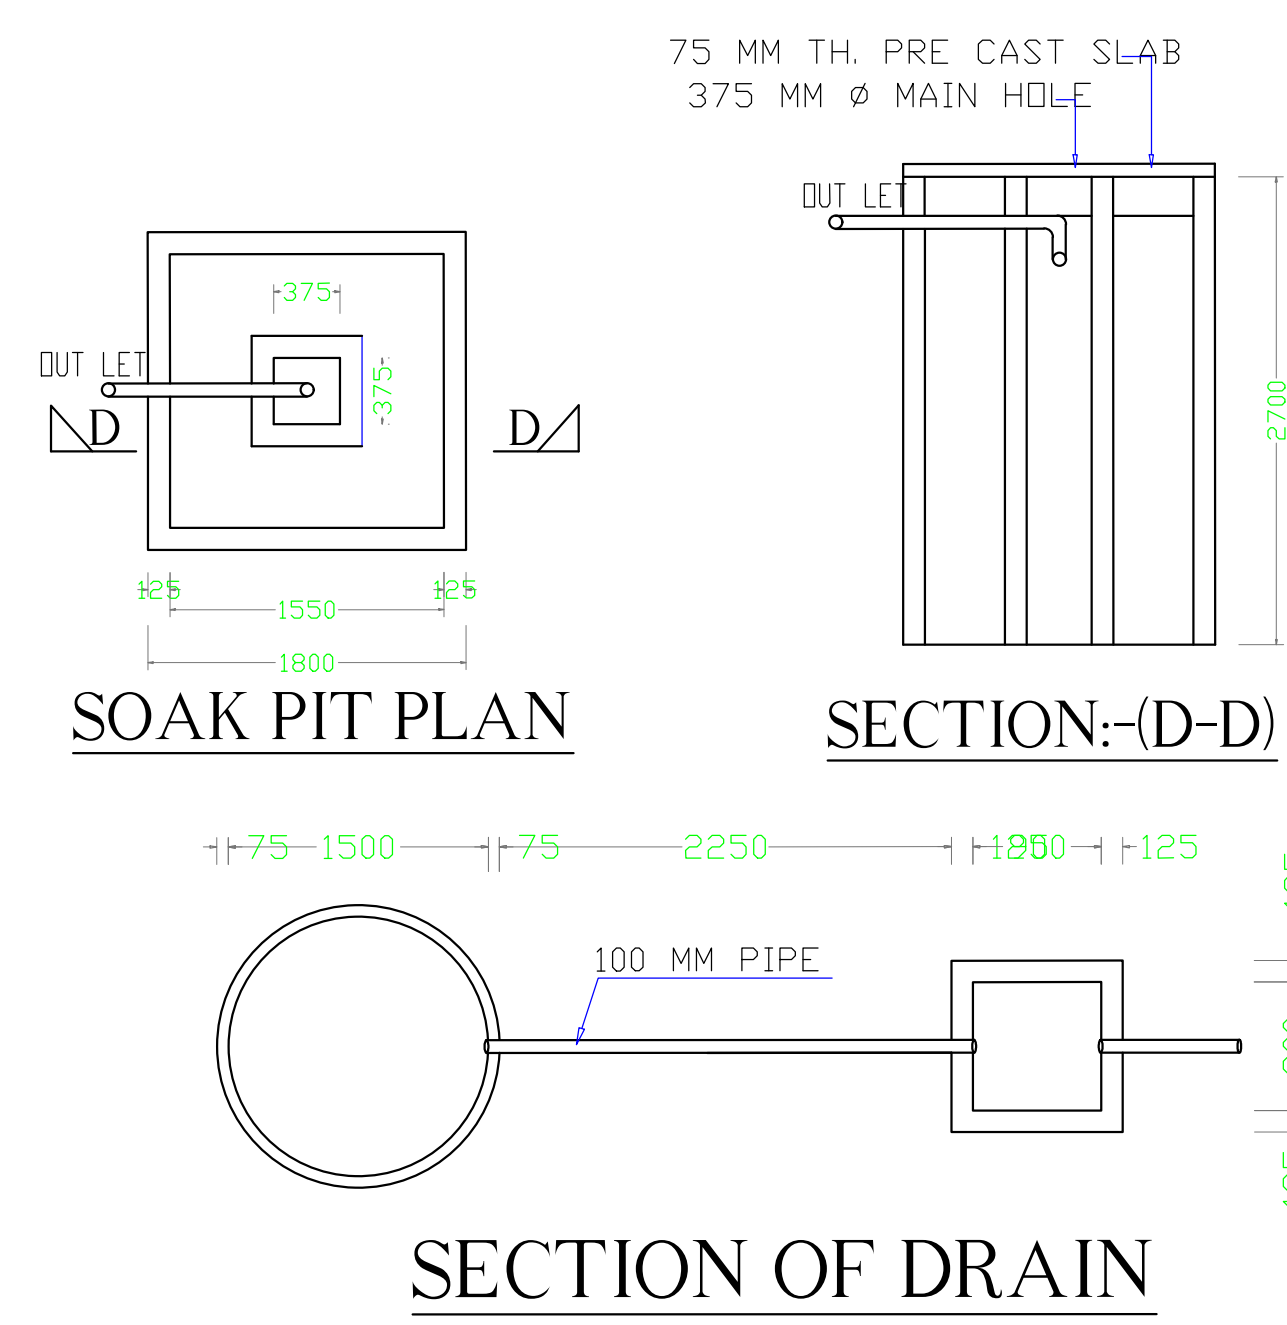 75 MM TH. PRE CAST SLAB
375 MM Ø MAIN HOLE
OUT LET
375
375
OUT LET
D
D
125
125
1550
1800
SOAK PIT PLAN
2700
SECTION:-(D-D)
75
1500
75
2250
125
125
100 MM PIPE
SECTION OF DRAIN